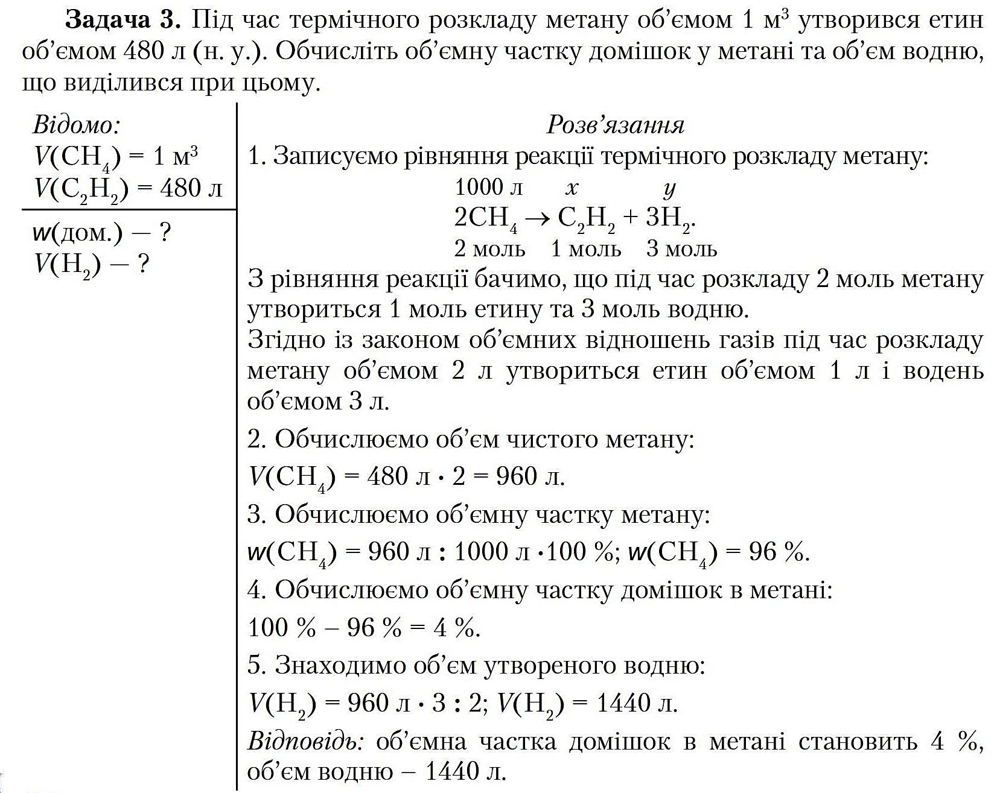 Задача 3. Під час термічного розкладу метану об’ємом 1 м³ утворився етин
об’ємом 480 л (н. у.). Обчисліть об’ємну частку домішок у метані та об’єм водню,
що виділився при цьому.
Відомо:
V(CH₄) = 1 м³
V(C₂H₂) = 480 л
w(дом.) — ?
V(H₂) — ?
Розв’язання
1. Записуємо рівняння реакції термічного розкладу метану:
1000 л x y
2CH₄ → C₂H₂ + 3H₂.
2 моль 1 моль 3 моль
З рівняння реакції бачимо, що під час розкладу 2 моль метану
утвориться 1 моль етину та 3 моль водню.
Згідно із законом об’ємних відношень газів під час розкладу
метану об’ємом 2 л утвориться етин об’ємом 1 л і водень
об’ємом 3 л.
2. Обчислюємо об’єм чистого метану:
V(CH₄) = 480 л · 2 = 960 л.
3. Обчислюємо об’ємну частку метану:
w(CH₄) = 960 л : 1000 л ·100 %; w(CH₄) = 96 %.
4. Обчислюємо об’ємну частку домішок в метані:
100 % – 96 % = 4 %.
5. Знаходимо об’єм утвореного водню:
V(H₂) = 960 л · 3 : 2; V(H₂) = 1440 л.
Відповідь: об’ємна частка домішок в метані становить 4 %,
об’єм водню – 1440 л.